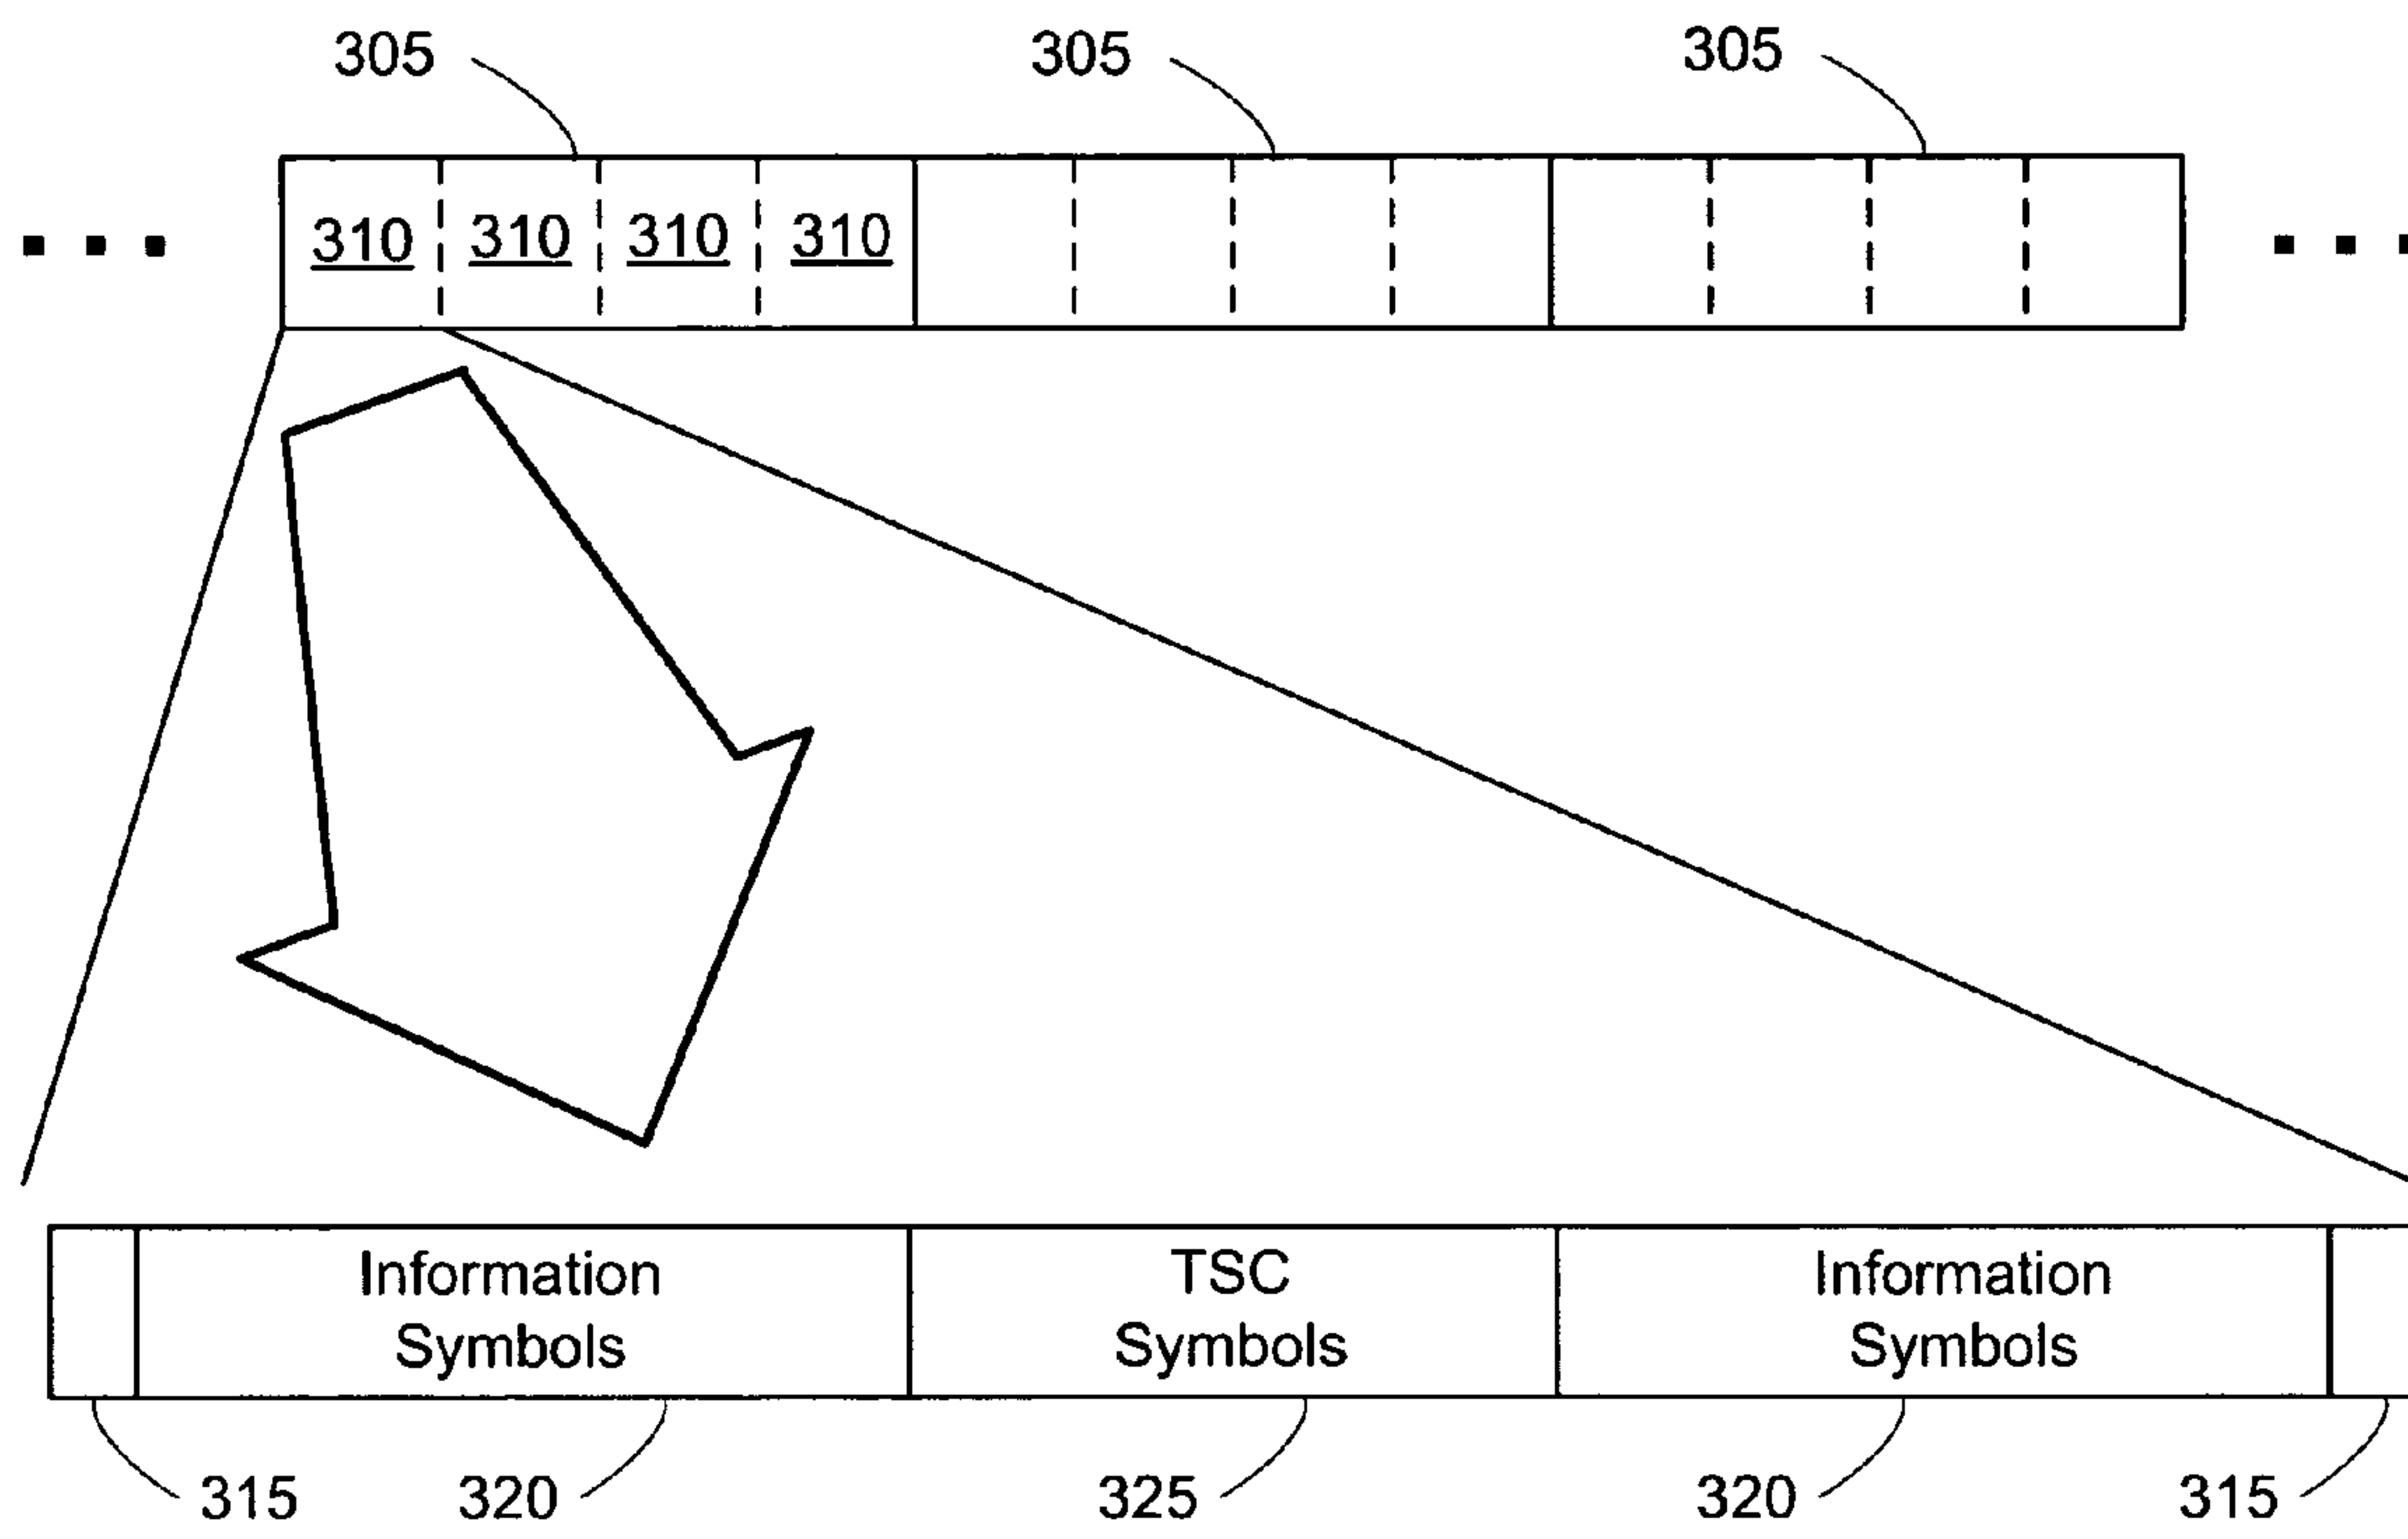 305 305 305
310 310 310 310
Information Symbols
TSC Symbols
Information Symbols
315 320 325 320 315